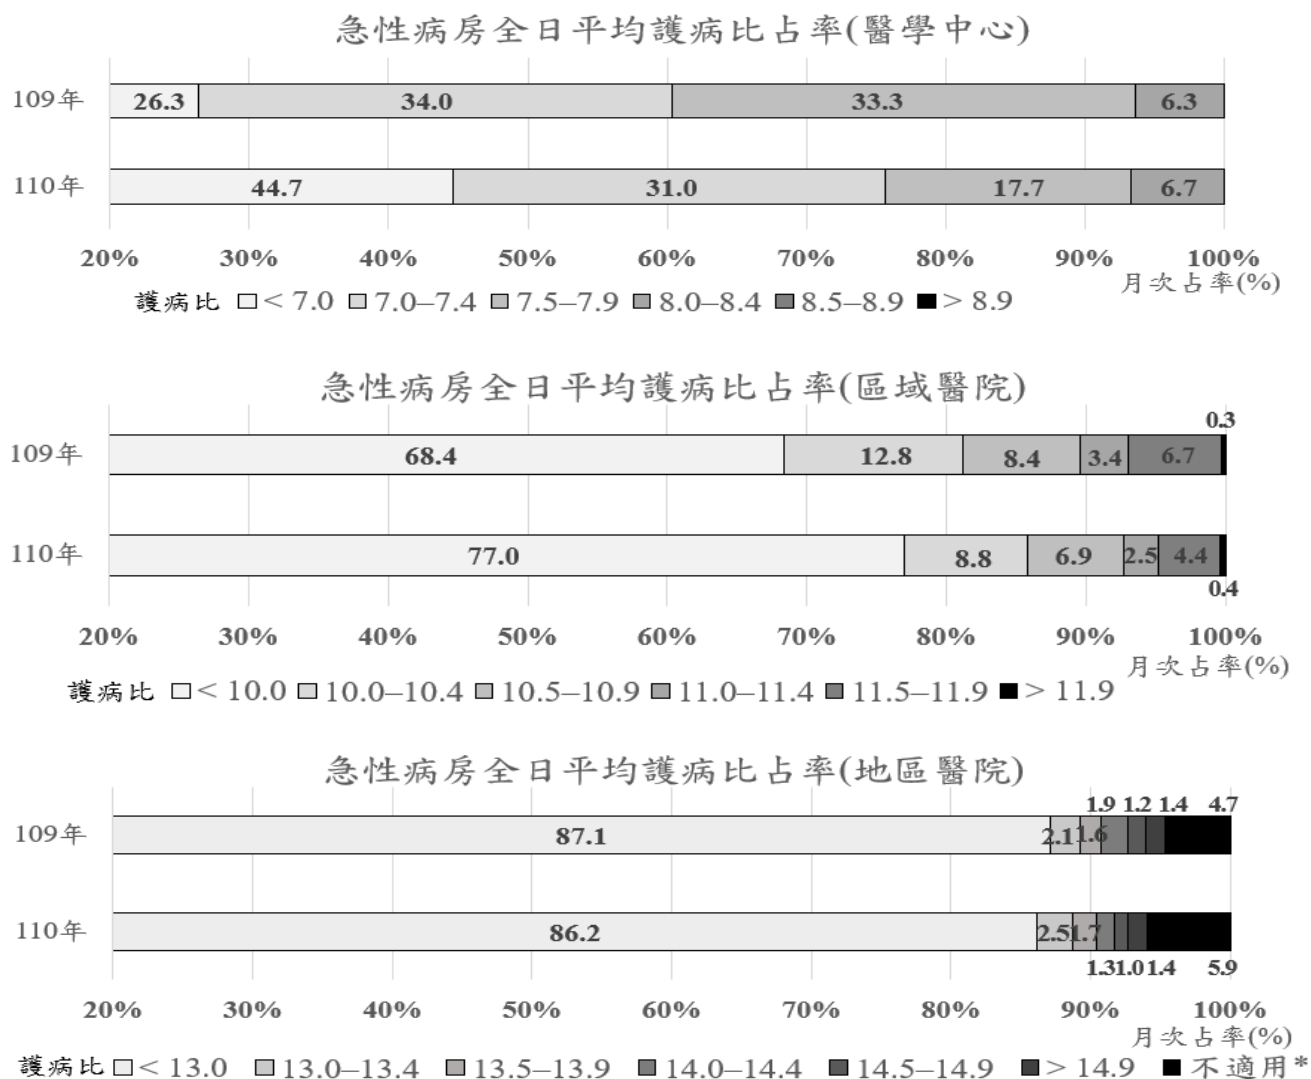 急性病房全日平均護病比占率(醫學中心)
109年 26.3 34.0 33.3 6.3
110年 44.7 31.0 17.7 6.7
20% 30% 40% 50% 60% 70% 80% 90% 100%
月次占率(%)
護病比 < 7.0 7.0–7.4 7.5–7.9 8.0–8.4 8.5–8.9 > 8.9
急性病房全日平均護病比占率(區域醫院)
0.3
109年 68.4 12.8 8.4 3.4 6.7
110年 77.0 8.8 6.9 2.5 4.4
0.4
20% 30% 40% 50% 60% 70% 80% 90% 100%
月次占率(%)
護病比 < 10.0 10.0–10.4 10.5–10.9 11.0–11.4 11.5–11.9 > 11.9
急性病房全日平均護病比占率(地區醫院)
1.9 1.2 1.4 4.7
109年 87.1 2.1 1.6
110年 86.2 2.5 1.7
1.3 1.0 1.4 5.9
20% 30% 40% 50% 60% 70% 80% 90% 100%
月次占率(%)
護病比 < 13.0 13.0–13.4 13.5–13.9 14.0–14.4 14.5–14.9 > 14.9 不適用*